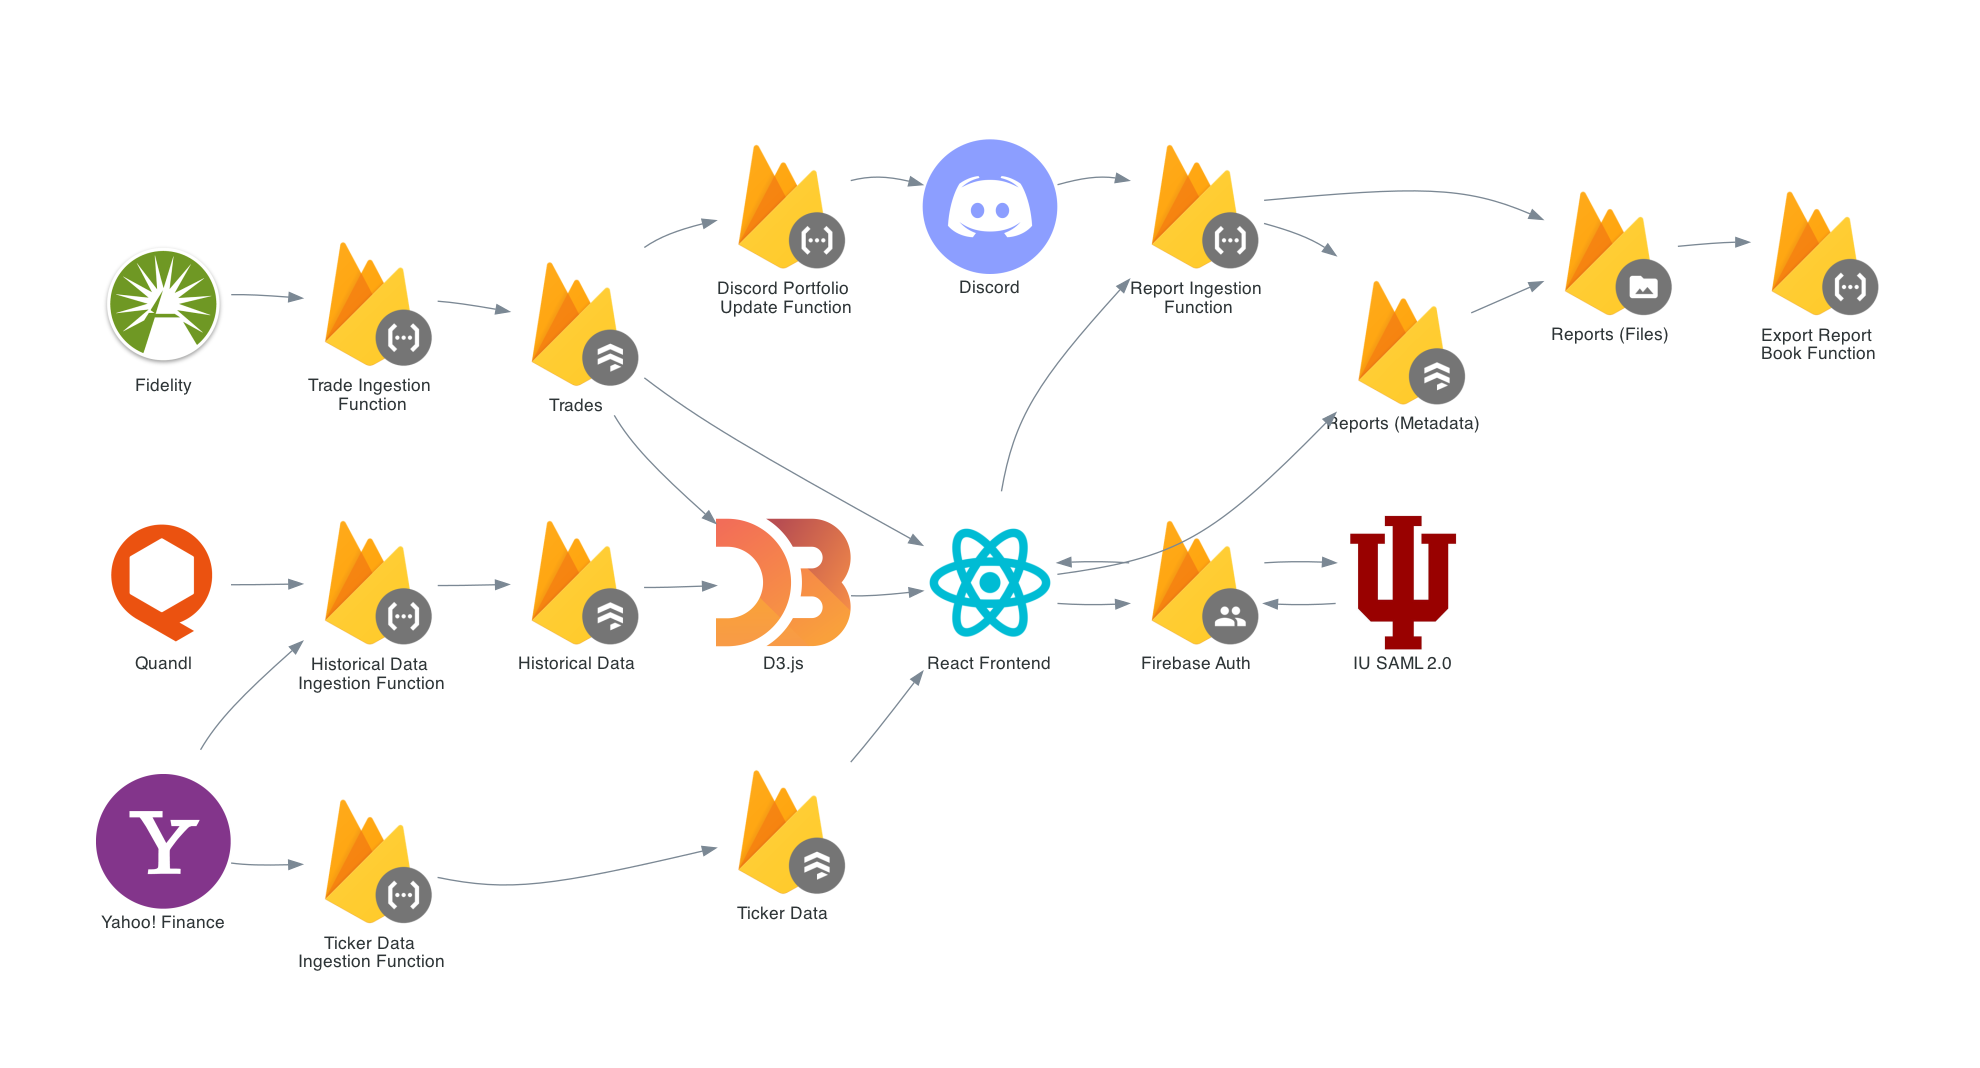 Discord Portfolio
Update Function
Discord
Report Ingestion
Function
Reports (Files)
Export Report
Book Function
Fidelity
Trade Ingestion
Function
Trades
Reports (Metadata)
Quandl
Historical Data
Ingestion Function
Historical Data
D3.js
React Frontend
Firebase Auth
IU SAML 2.0
Y
Yahoo! Finance
Ticker Data
Ingestion Function
Ticker Data